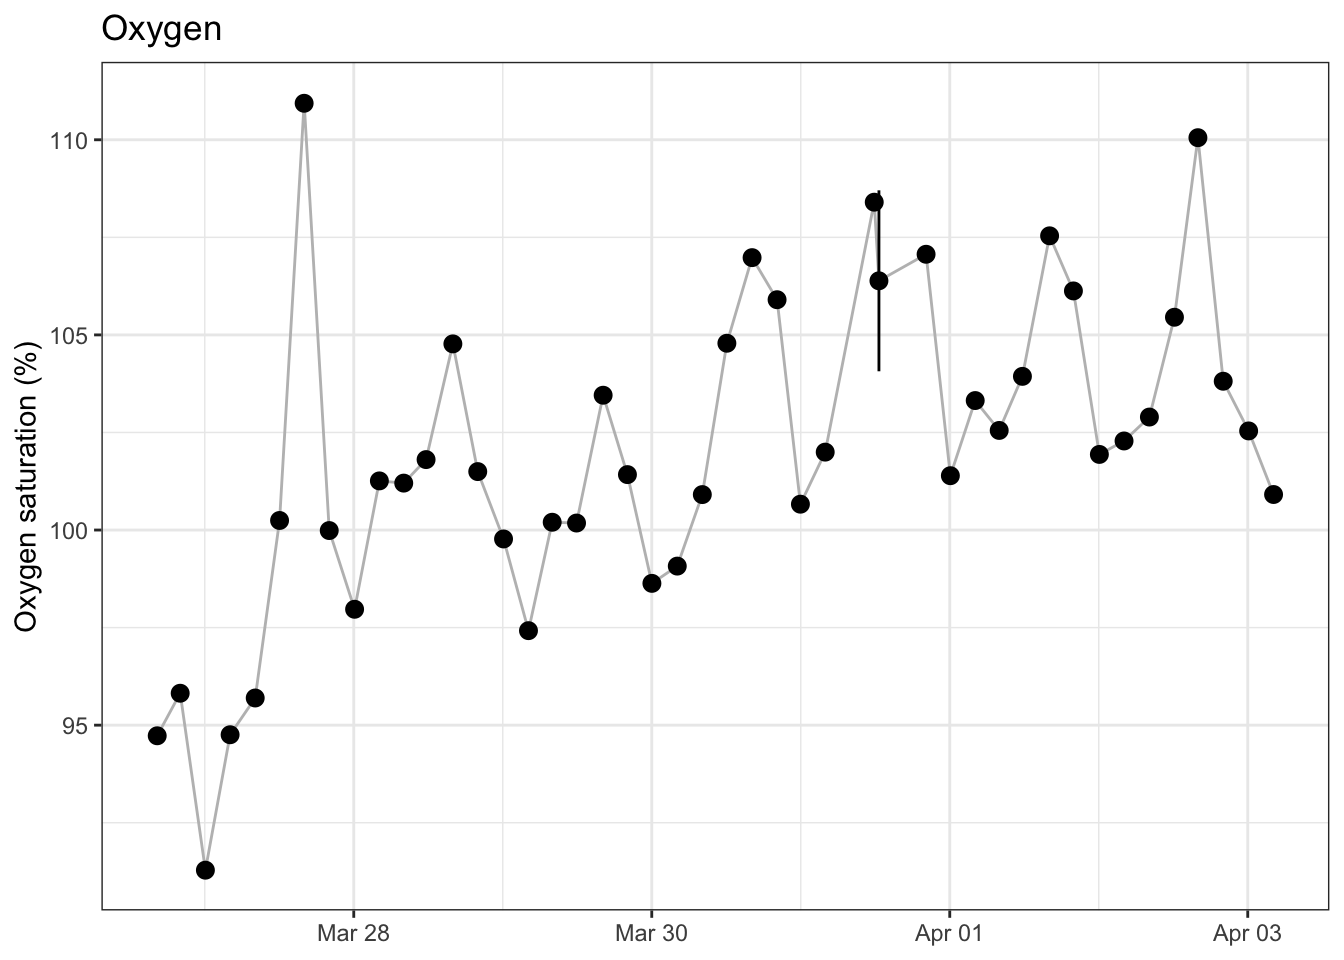 Oxygen
Oxygen saturation (%)
110
105
100
95
Mar 28
Mar 30
Apr 01
Apr 03